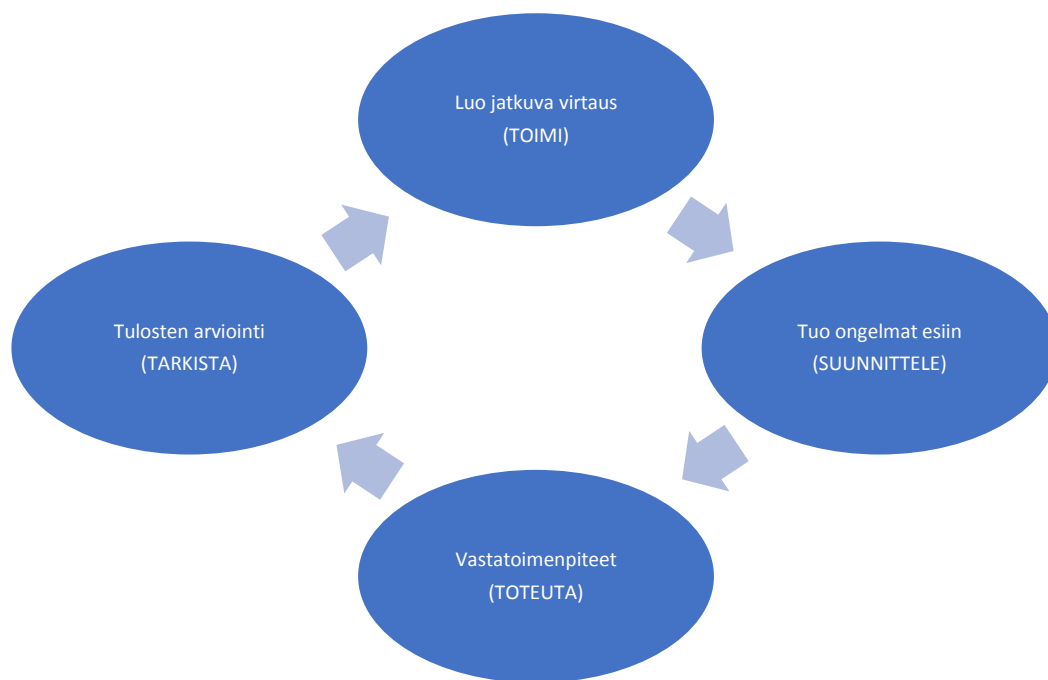 Luo jatkuva virtaus
(TOIMI)
Tulosten arviointi
(TARKISTA)
Tuo ongelmat esiin
(SUUNNITTELE)
Vastatoimenpiteet
(TOTEUTA)